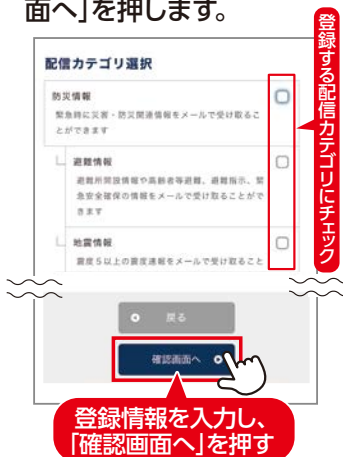 面へ」を押します。
配信カテゴリ選択
防災情報
緊急時に災害・防災関連情報をメールで受け取るこ
とができます
避難情報
避難所開設情報や高齢者等避難、避難指示、緊
急安全確保の情報をメールで受け取ることがで
きます
地震情報
震度5以上の震度速報をメールで受け取ること
登録する配信カテゴリにチェック
戻る
確認画面へ
登録情報を入力し、
「確認画面へ」を押す